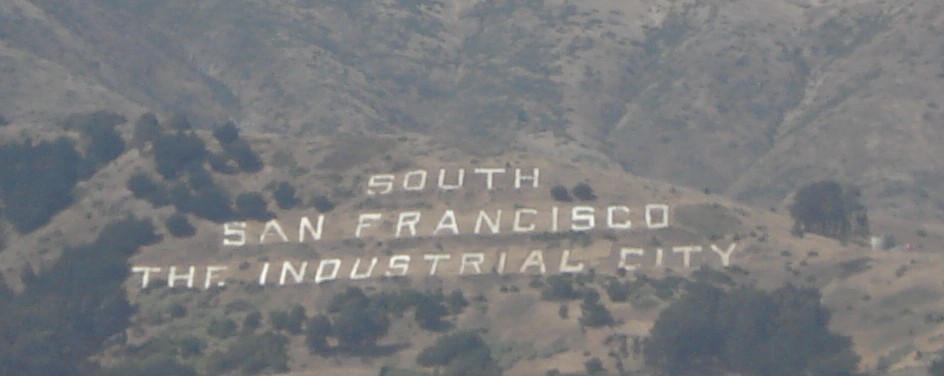 SOUTH
SAN FRANCISCO
THE INDUSTRIAL CITY